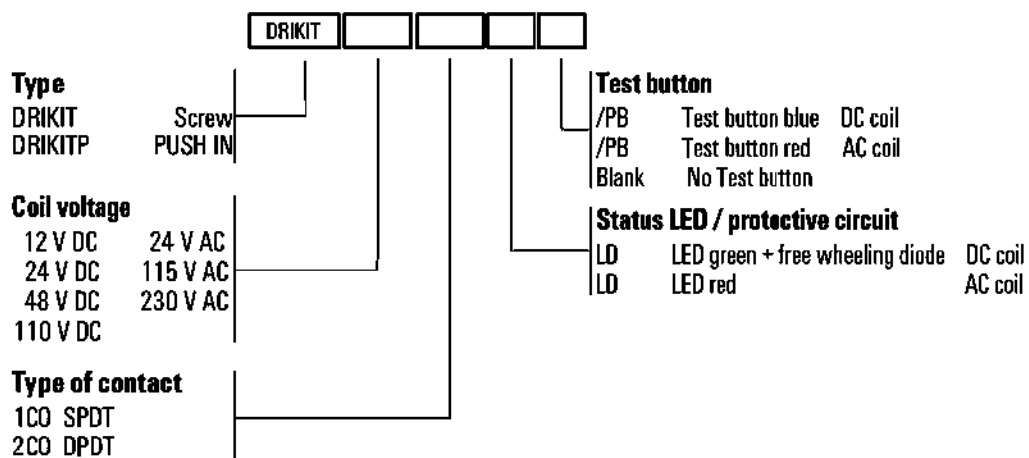 DRIKIT
Type
DRIKIT Screw
DRIKITP PUSH IN
Coil voltage
12 V DC 24 V AC
24 V DC 115 V AC
48 V DC 230 V AC
110 V DC
Type of contact
1CO SPDT
2CO DPDT
Test button
/PB Test button blue DC coil
/PB Test button red AC coil
Blank No Test button
Status LED / protective circuit
LD LED green + free wheeling diode DC coil
LD LED red AC coil